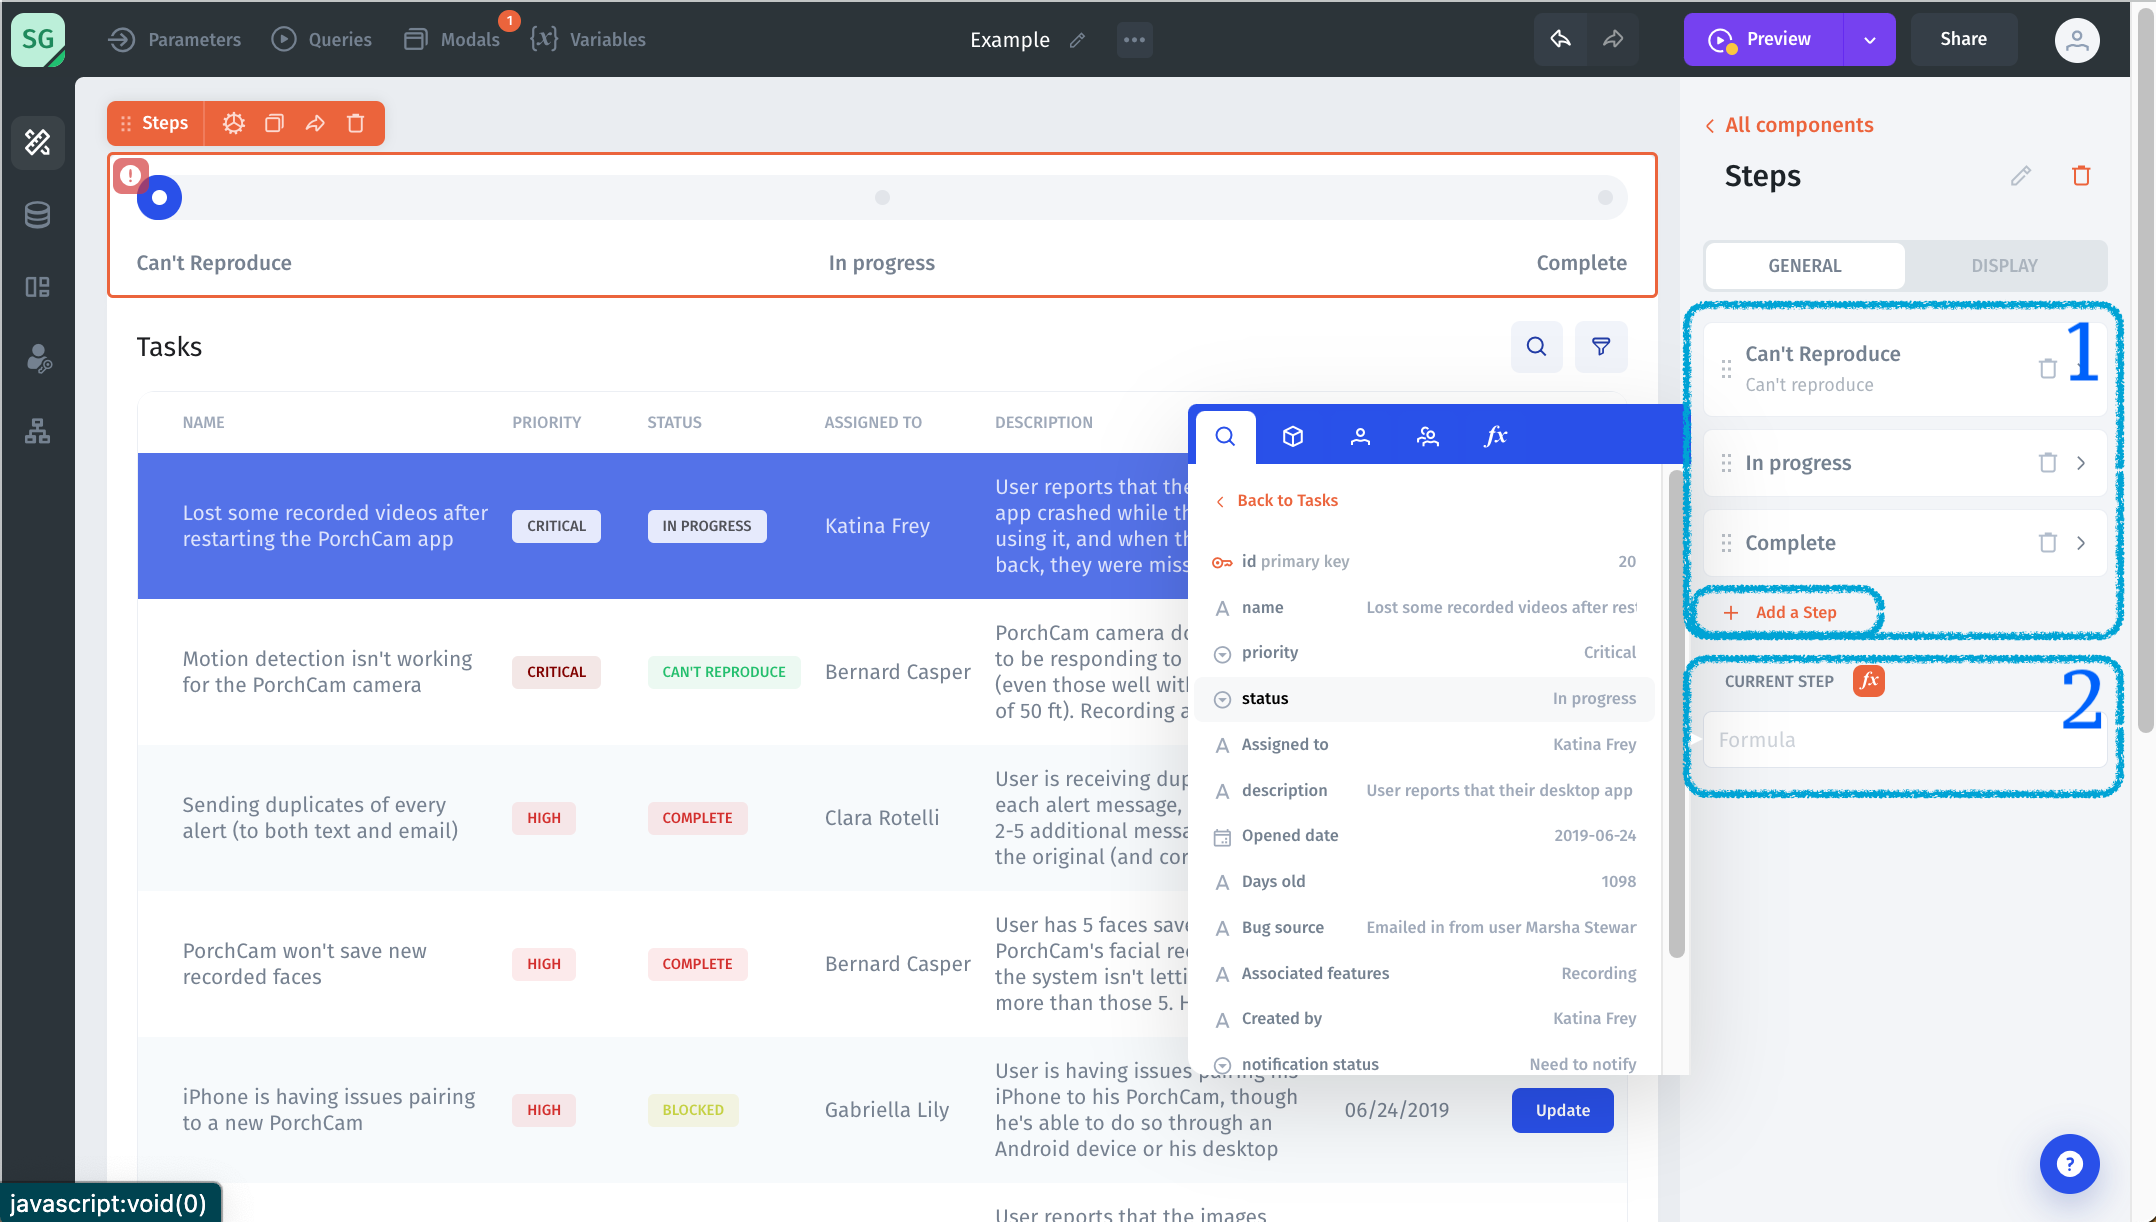 SG
Parameters
Queries
Modals
1
{x} Variables
Example
Preview
Share
Steps
Can't Reproduce
In progress
Complete
Tasks
NAME
PRIORITY
STATUS
ASSIGNED TO
DESCRIPTION
Lost some recorded videos after
restarting the PorchCam app
CRITICAL
IN PROGRESS
Katina Frey
User reports that the
app crashed while th
using it, and when th
back, they were miss
Motion detection isn't working
for the PorchCam camera
CRITICAL
CAN'T REPRODUCE
Bernard Casper
PorchCam camera do
to be responding to
(even those well with
of 50 ft). Recording a
Sending duplicates of every
alert (to both text and email)
HIGH
COMPLETE
Clara Rotelli
User is receiving dup
each alert message,
2-5 additional messa
the original (and cor
PorchCam won't save new
recorded faces
HIGH
COMPLETE
Bernard Casper
User has 5 faces save
PorchCam's facial rec
the system isn't letti
more than those 5. H
iPhone is having issues pairing
to a new PorchCam
HIGH
BLOCKED
Gabriella Lily
User is having issues pairing his
iPhone to his PorchCam, though
he's able to do so through an
Android device or his desktop
06/24/2019
Update
User reports that the images
fx
Back to Tasks
id primary key 20
name Lost some recorded videos after rest
priority Critical
status In progress
Assigned to Katina Frey
description User reports that their desktop app
Opened date 2019-06-24
Days old 1098
Bug source Emailed in from user Marsha Stewar
Associated features Recording
Created by Katina Frey
notification status Need to notify
All components
Steps
GENERAL
DISPLAY
Can't Reproduce
Can't reproduce
1
In progress
Complete
+ Add a Step
CURRENT STEP fx
2
Formula
?
javascript:void(0)